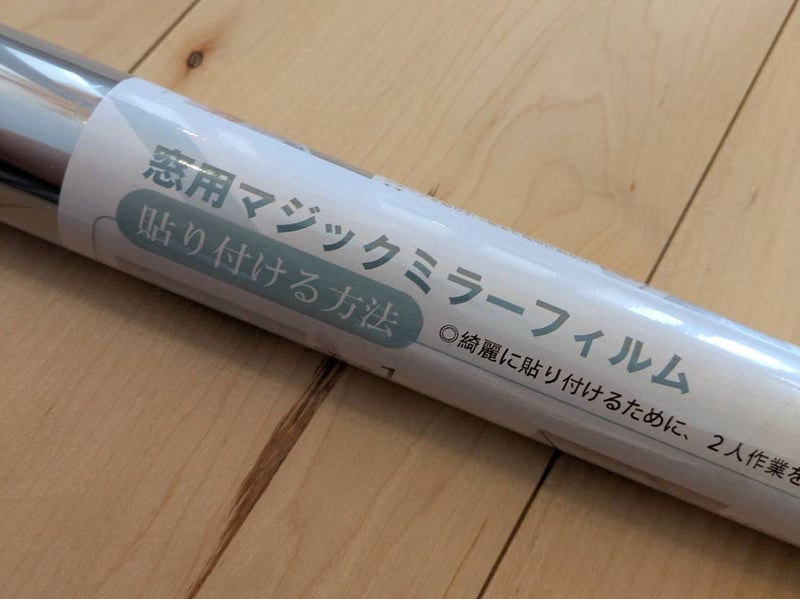 窓用マジックミラーフィルム
貼り付ける方法
◎綺麗に貼り付けるために、2人作業を